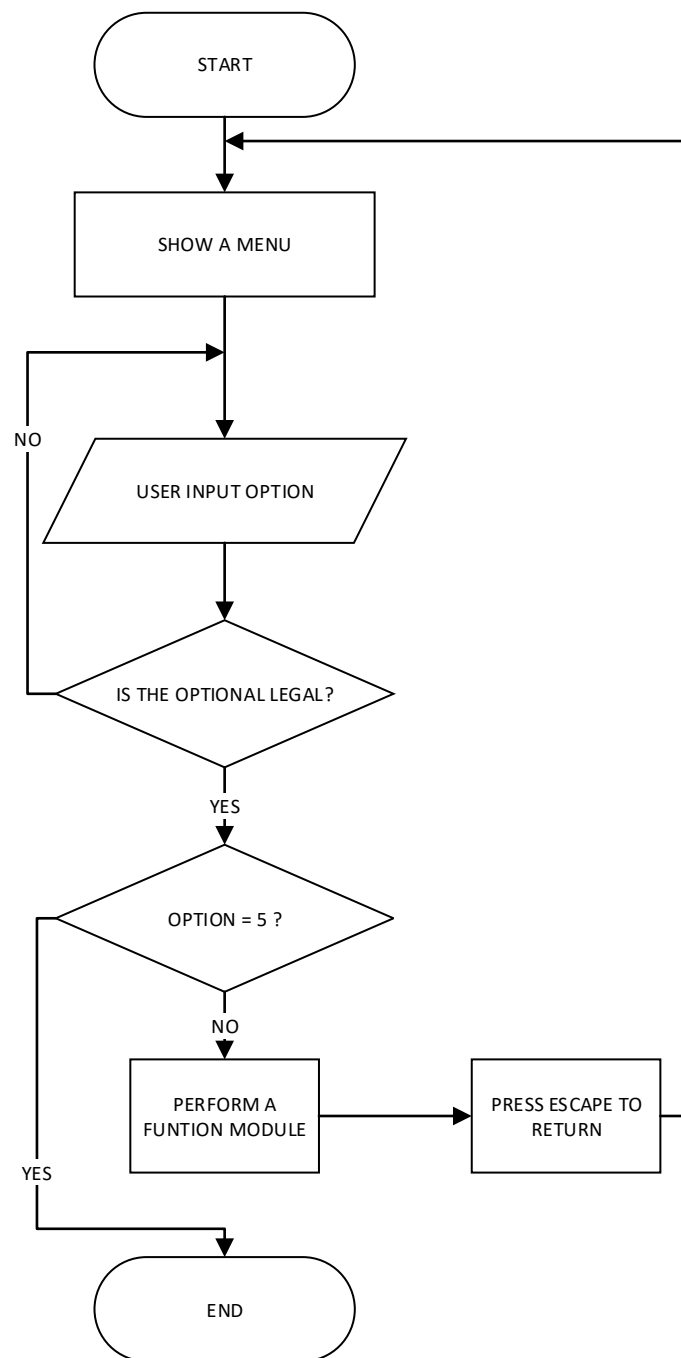 START
SHOW A MENU
NO
USER INPUT OPTION
IS THE OPTIONAL LEGAL?
YES
OPTION = 5 ?
NO
PERFORM A
FUNTION MODULE
PRESS ESCAPE TO
RETURN
YES
END